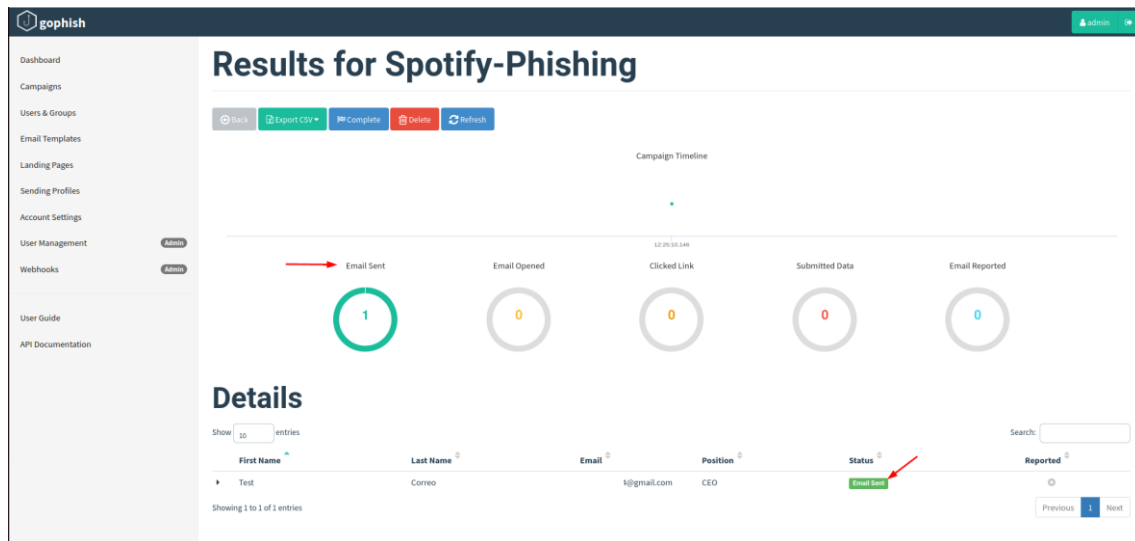 gophish
admin
Dashboard
Campaigns
Users & Groups
Email Templates
Landing Pages
Sending Profiles
Account Settings
User Management Admin
Webhooks Admin
User Guide
API Documentation
Results for Spotify-Phishing
Back Export CSV Complete Delete Refresh
Campaign Timeline
Email Sent Email Opened Clicked Link Submitted Data Email Reported
1 0 0 0 0
Details
Show 10 entries Search:
First Name Last Name Email Position Status Reported
Test Correo @gmail.com CEO Email Sent
Showing 1 to 1 of 1 entries Previous 1 Next